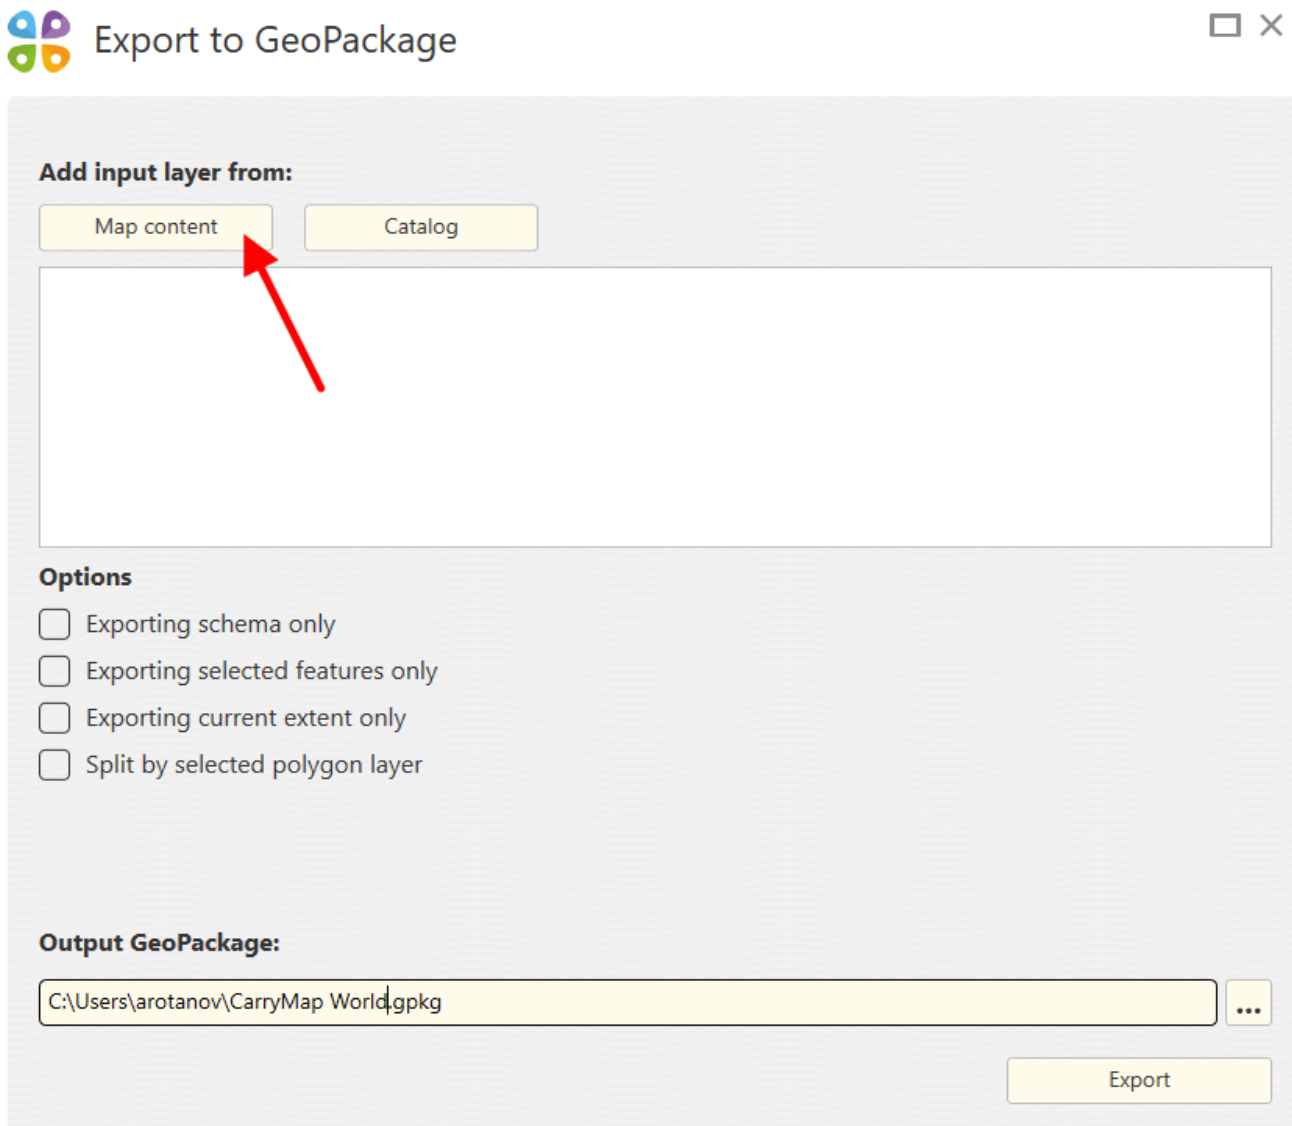 Export to GeoPackage
Add input layer from:
Map content
Catalog
Options
Exporting schema only
Exporting selected features only
Exporting current extent only
Split by selected polygon layer
Output GeoPackage:
C:\Users\arotanov\CarryMap World.gpkg
...
Export